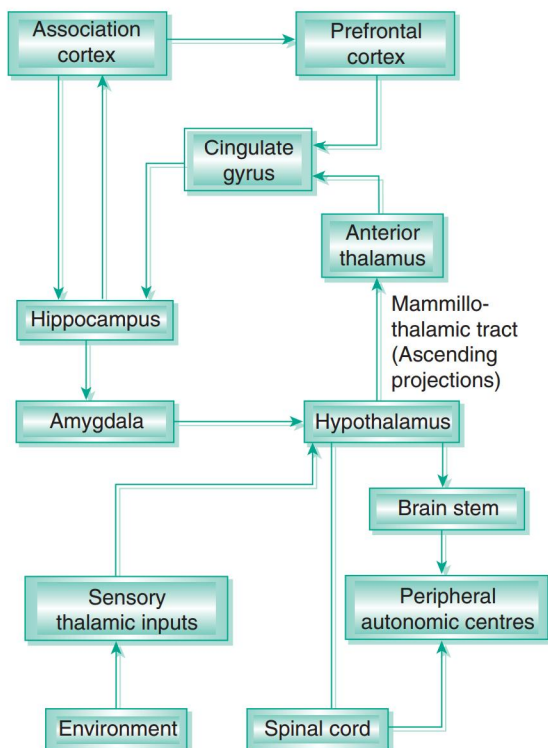 Association
cortex
Prefrontal
cortex
Cingulate
gyrus
Anterior
thalamus
Hippocampus
Mammillo-
thalamic tract
(Ascending
projections)
Amygdala
Hypothalamus
Brain stem
Sensory
thalamic inputs
Peripheral
autonomic centres
Environment
Spinal cord